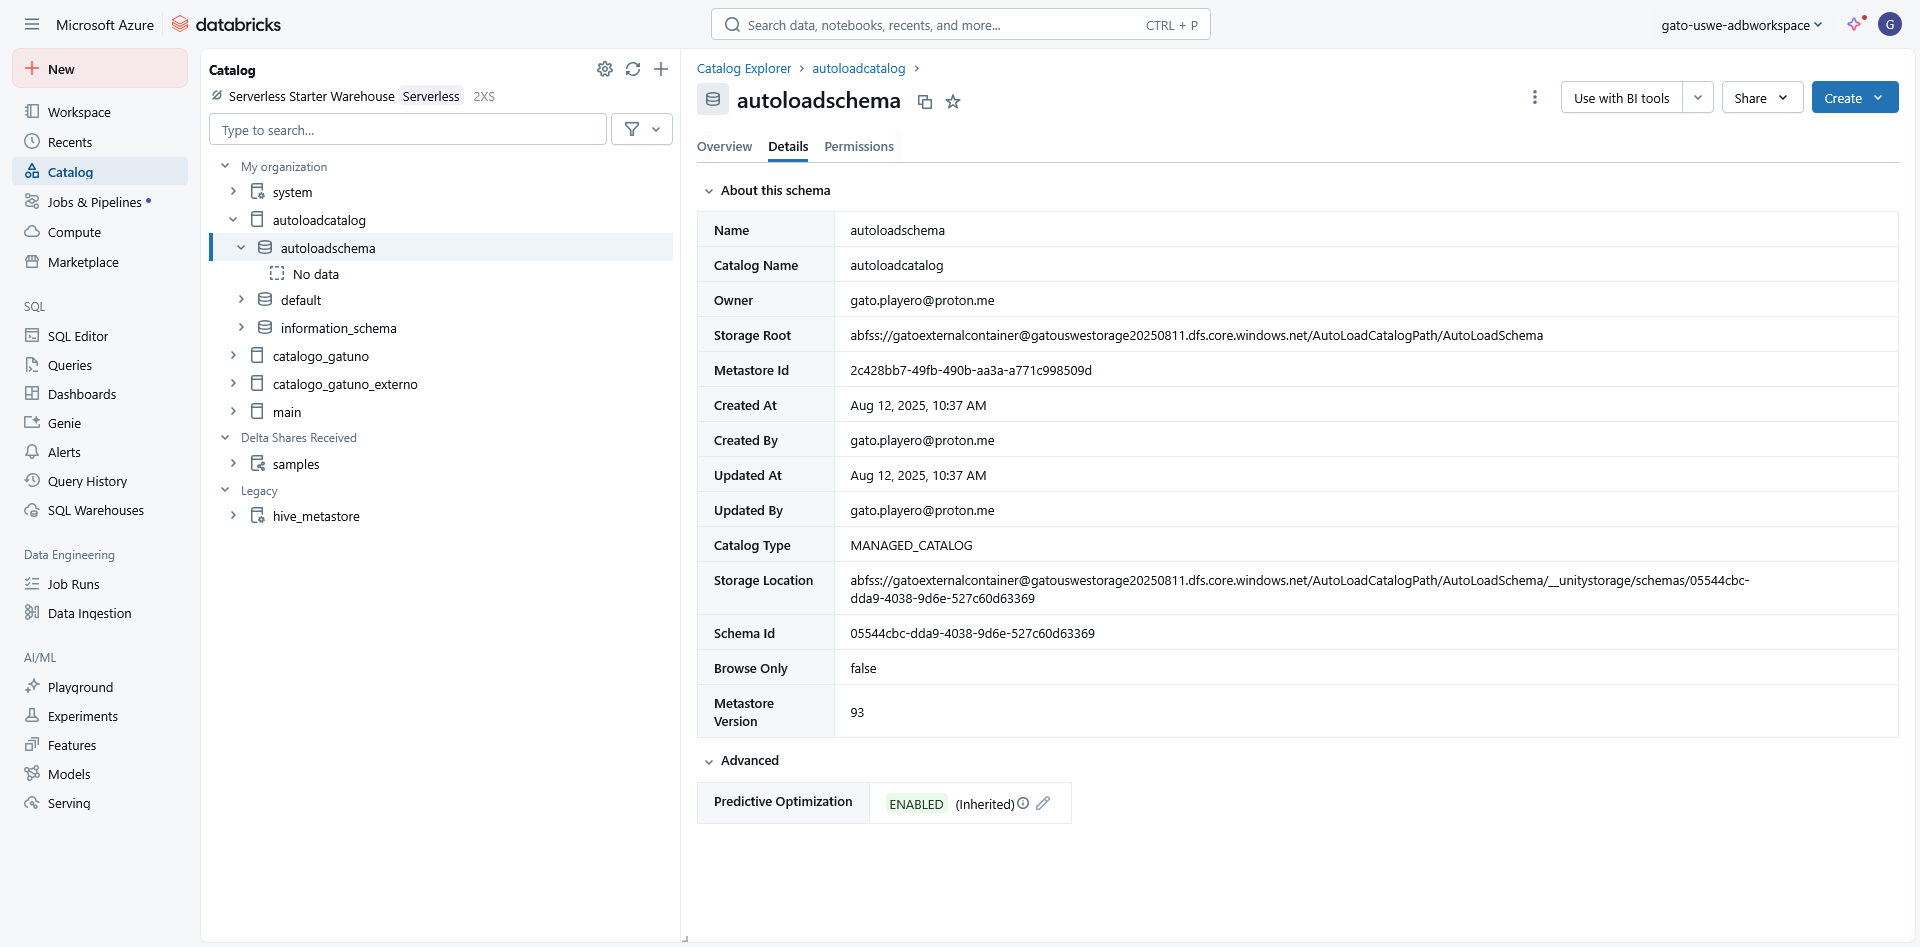 Microsoft Azure
databricks
Search data, notebooks, recents, and more...
CTRL + P
gato-uswe-adbworkspace
G
New
Workspace
Recents
Catalog
Jobs & Pipelines
Compute
Marketplace
SQL
SQL Editor
Queries
Dashboards
Genie
Alerts
Query History
SQL Warehouses
Data Engineering
Job Runs
Data Ingestion
AI/ML
Playground
Experiments
Features
Models
Serving
Catalog
Serverless Starter Warehouse Serverless 2XS
Type to search...
My organization
system
autoloadcatalog
autoloadschema
No data
default
information_schema
catalogo_gatuno
catalogo_gatuno_externo
main
Delta Shares Received
samples
Legacy
hive_metastore
Catalog Explorer > autoloadcatalog >
autoloadschema
Use with BI tools
Share
Create
Overview Details Permissions
About this schema
Name autoloadschema
Catalog Name autoloadcatalog
Owner gato.playero@proton.me
Storage Root abfss://gatoexternalcontainer@gatouswestorage20250811.dfs.core.windows.net/AutoLoadCatalogPath/AutoLoadSchema
Metastore Id 2c428bb7-49fb-490b-aa3a-a771c998509d
Created At Aug 12, 2025, 10:37 AM
Created By gato.playero@proton.me
Updated At Aug 12, 2025, 10:37 AM
Updated By gato.playero@proton.me
Catalog Type MANAGED_CATALOG
Storage Location abfss://gatoexternalcontainer@gatouswestorage20250811.dfs.core.windows.net/AutoLoadCatalogPath/AutoLoadSchema/__unitystorage/schemas/05544cbc-
dda9-4038-9d6e-527c60d63369
Schema Id 05544cbc-dda9-4038-9d6e-527c60d63369
Browse Only false
Metastore
Version 93
Advanced
Predictive Optimization ENABLED (Inherited)